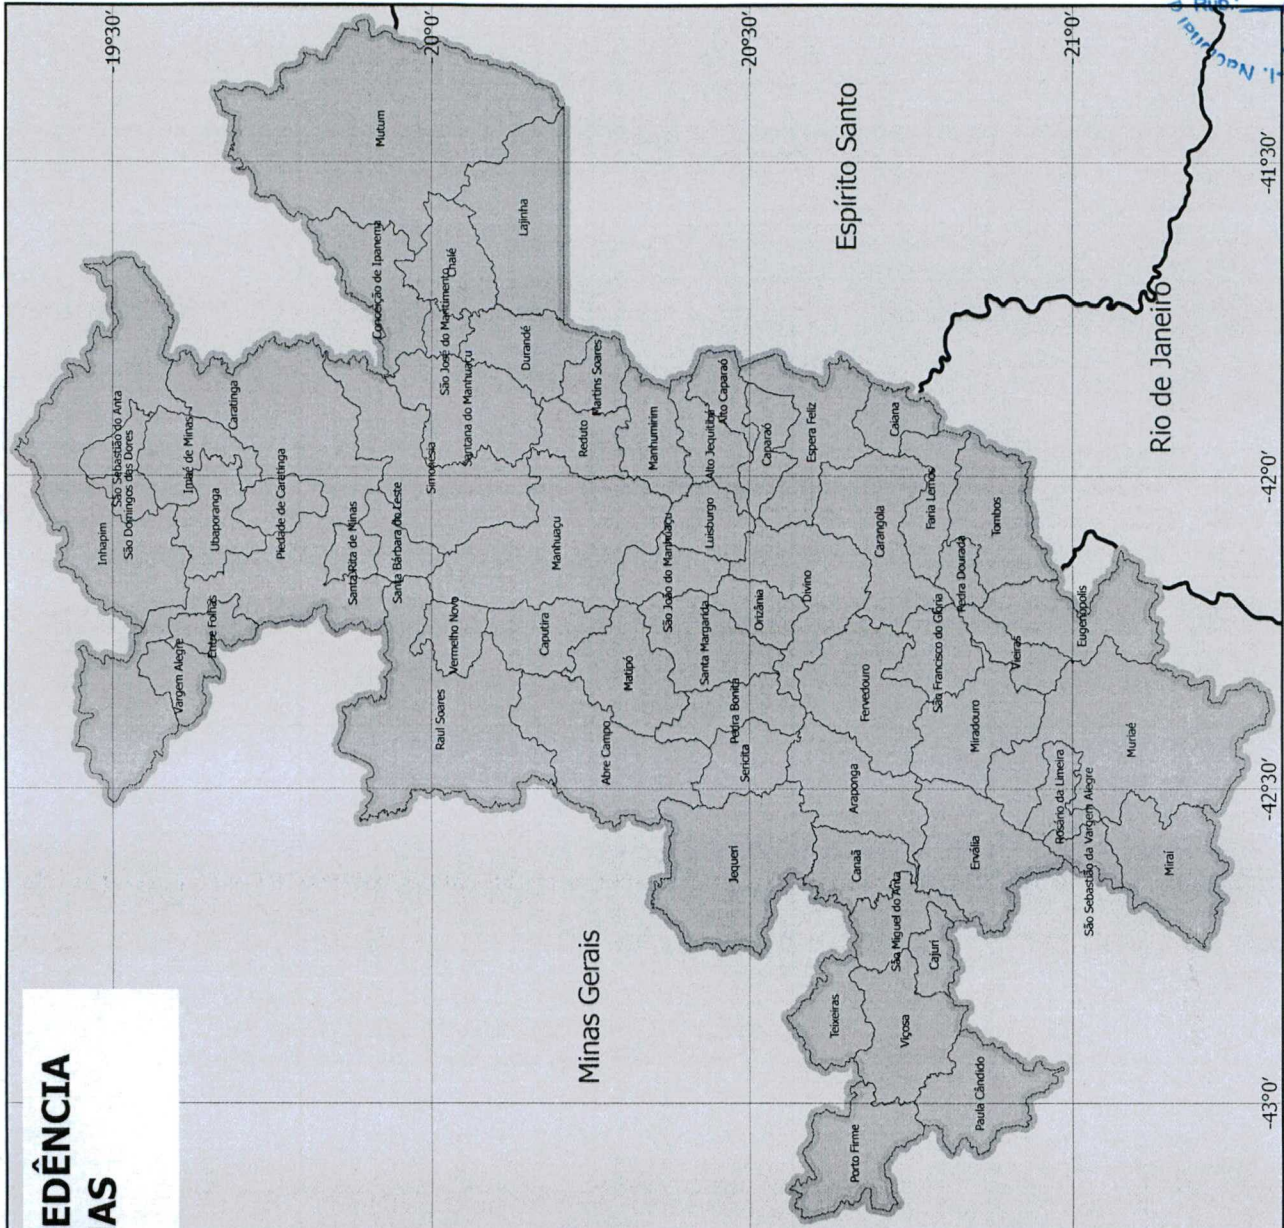 EDÊNCIA
AS
-19°30'
-20°0'
-20°30'
-21°0'
-41°30'
-42°0'
-42°30'
-43°0'
Minas Gerais
Espírito Santo
Rio de Janeiro
Mutum
Lajinha
Conceição de Ipanema
Chalé
São José do Mantimento
Durandé
Santana do Manhuaçu
Martins Soares
Reduto
Manhumirim
Alto Caparaó
Alto Jequitibá
Caparaó
Espera Feliz
Caiana
São Sebastião do Anta
São Domingos das Dores
Inhapim
Imbé de Minas
Caratinga
Ubaporanga
Piedade de Caratinga
Santa Rita de Minas
Santa Bárbara do Leste
Simonésia
Manhuaçu
São João do Manhuaçu
Luisburgo
Carangola
Faria Lemos
Tombos
Pedra Dourada
Entre Folhas
Vargem Alegre
Vermelho Novo
Raul Soares
Caputira
Matipó
Abre Campo
Santa Margarida
Orizânia
Divino
Pedra Bonita
Sericita
Fervedouro
São Francisco do Glória
Vieiras
Eugenópolis
Miradouro
Muriaé
Araponga
Rosário da Limeira
São Sebastião da Vargem Alegre
Miraí
Jequeri
Canaã
Ervália
São Miguel do Anta
Cajuri
Teixeiras
Viçosa
Paula Cândido
Porto Firme